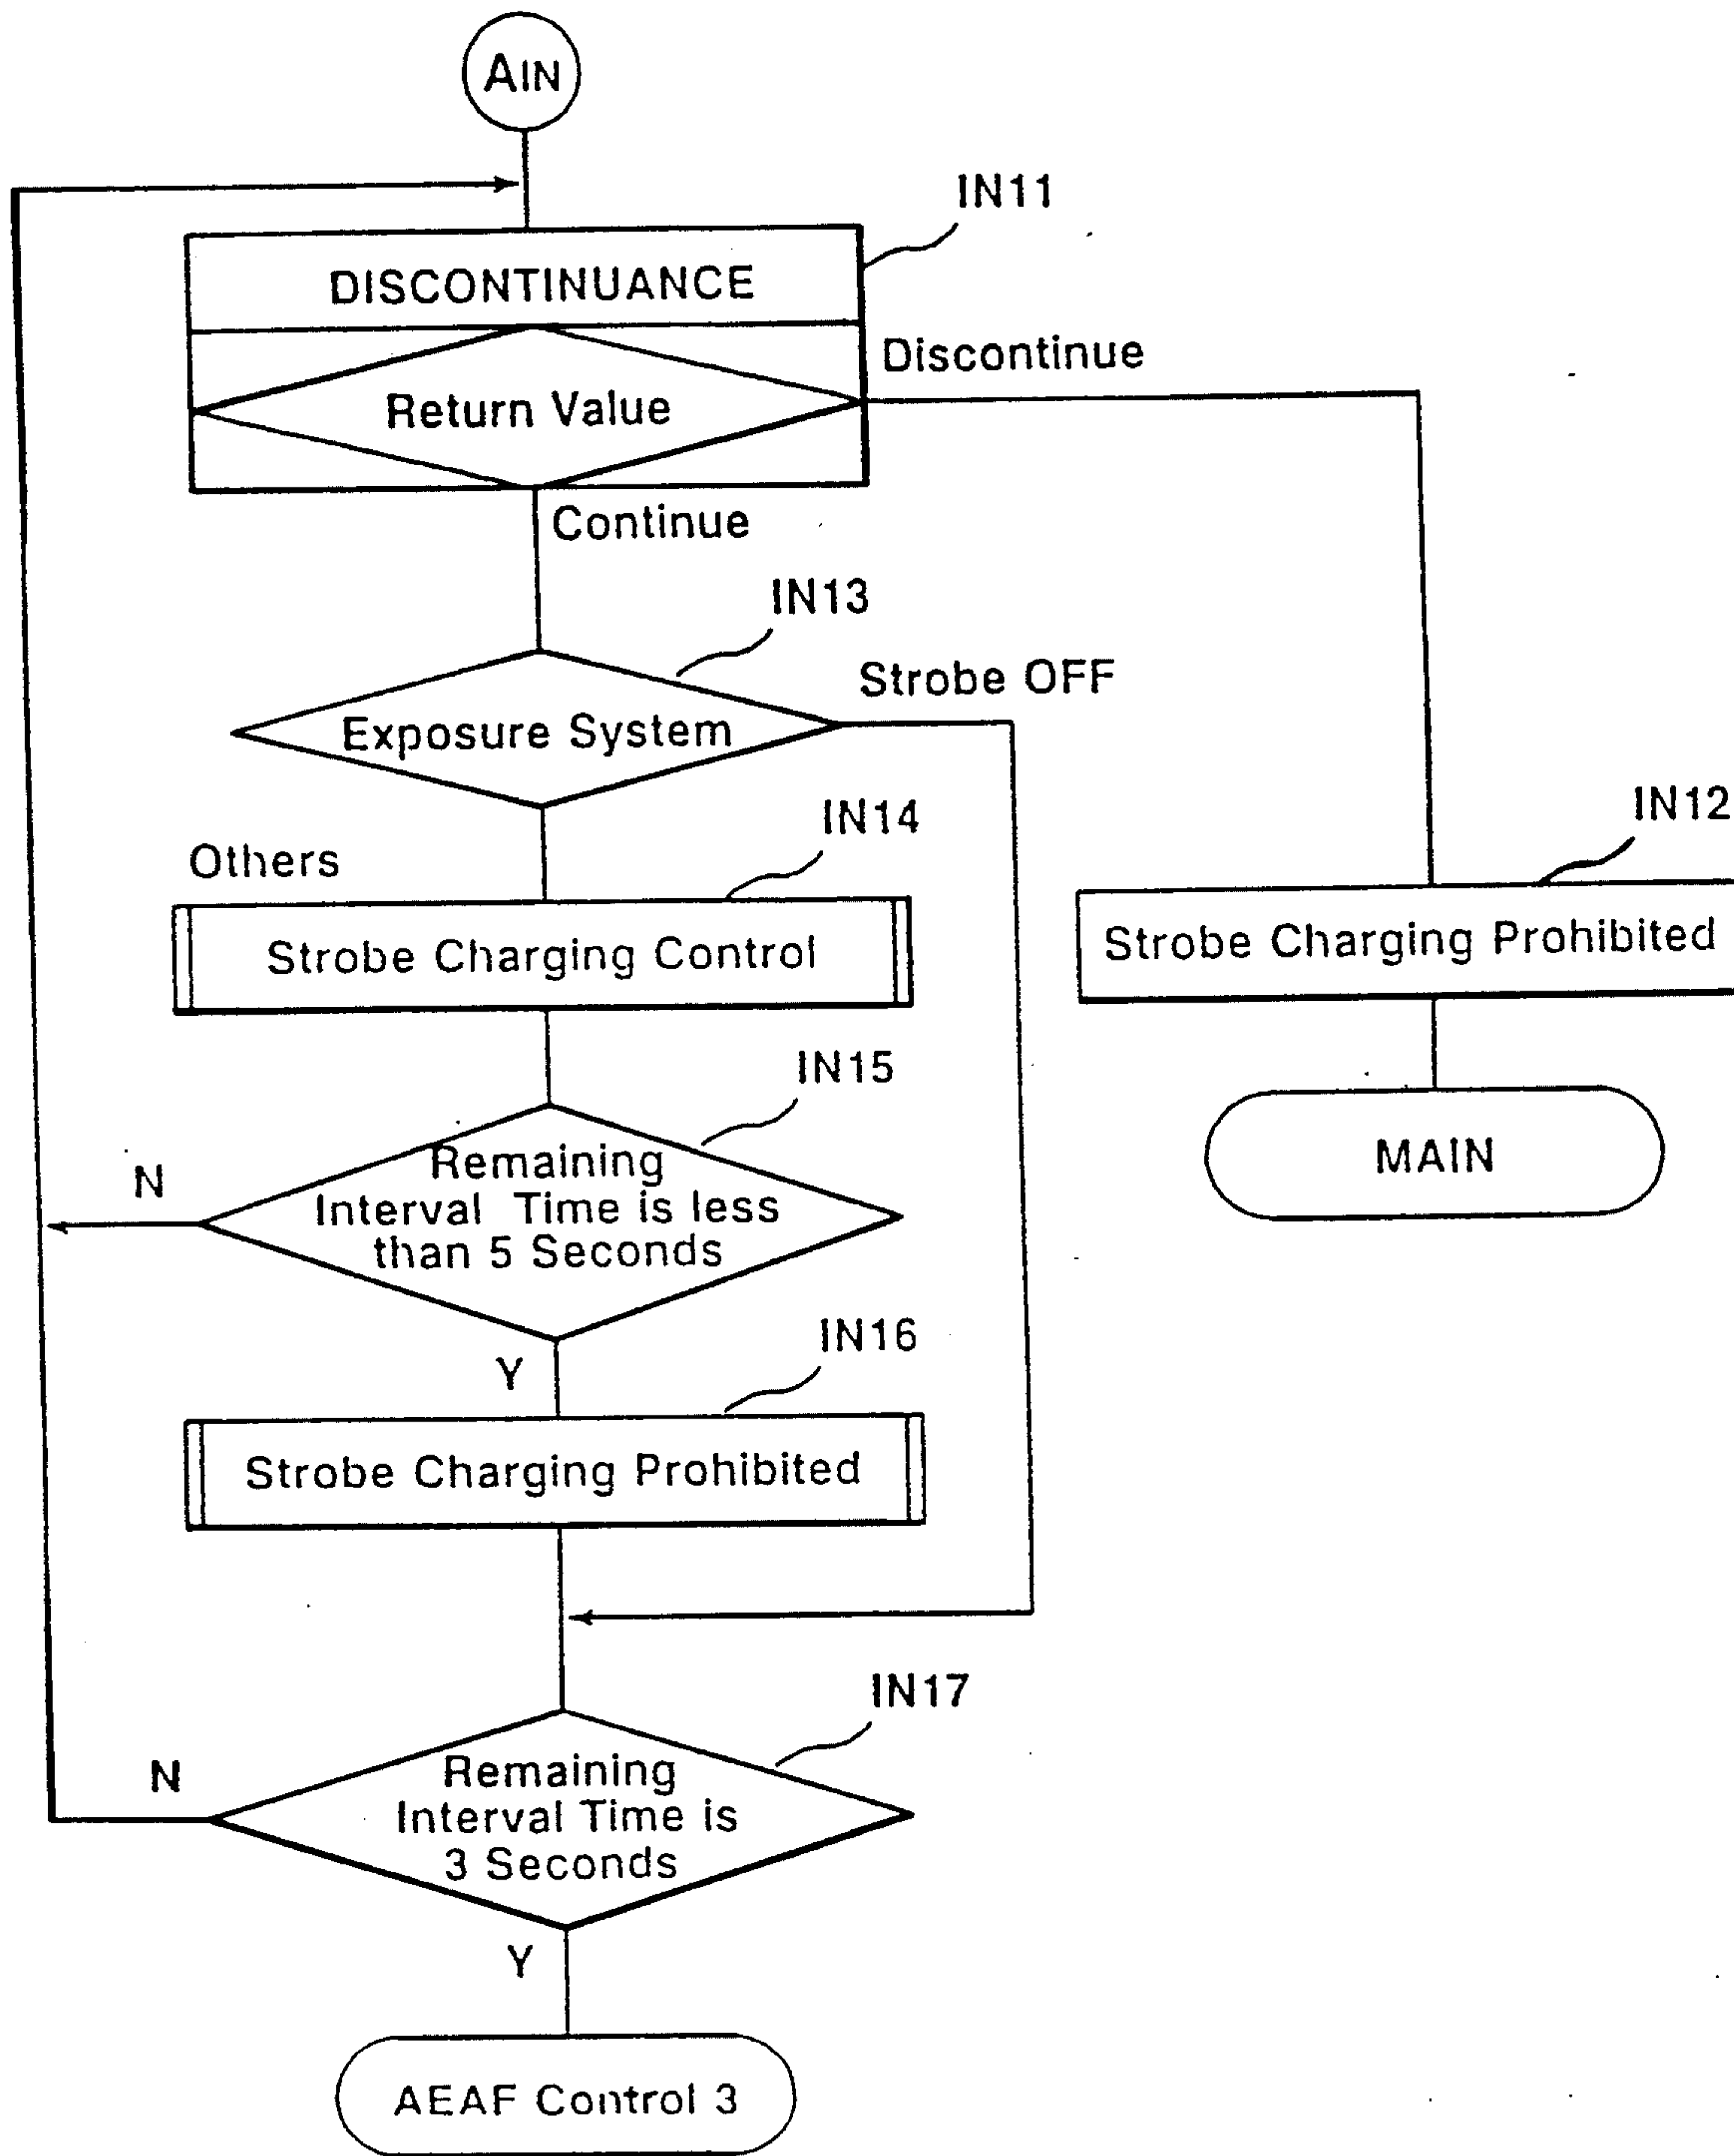 AIN
IN11
DISCONTINUANCE
Discontinue
Return Value
Continue
IN13
Strobe OFF
Exposure System
IN14
IN12
Others
Strobe Charging Control
Strobe Charging Prohibited
IN15
MAIN
N
Remaining
Interval Time is less
than 5 Seconds
IN16
Y
Strobe Charging Prohibited
IN17
N
Remaining
Interval Time is
3 Seconds
Y
AEAF Control 3